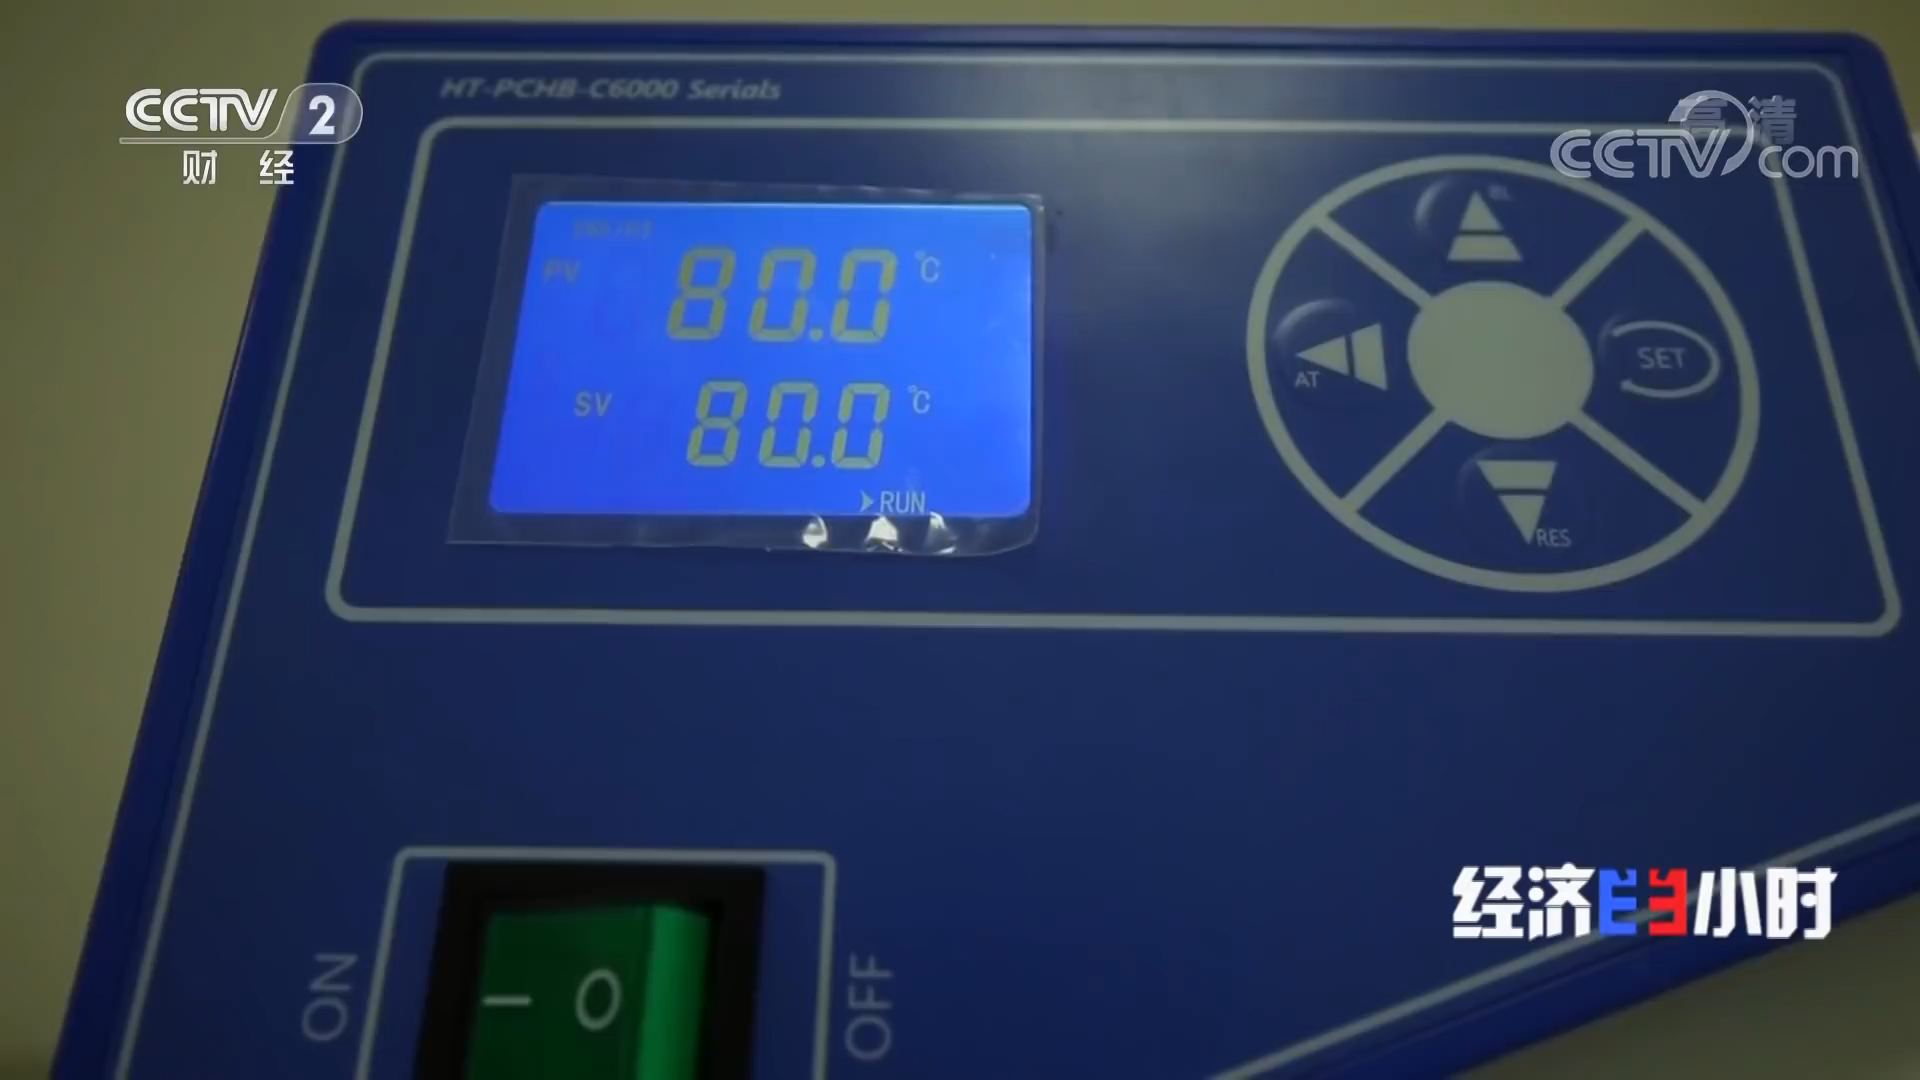 HT-PCHB-C6000 Serials
CCTV 2
财 经
高清
CCTV com
PV 80.0 ℃
SV 80.0 ℃
RUN
AT
SET
RES
经济半小时
ON
OFF